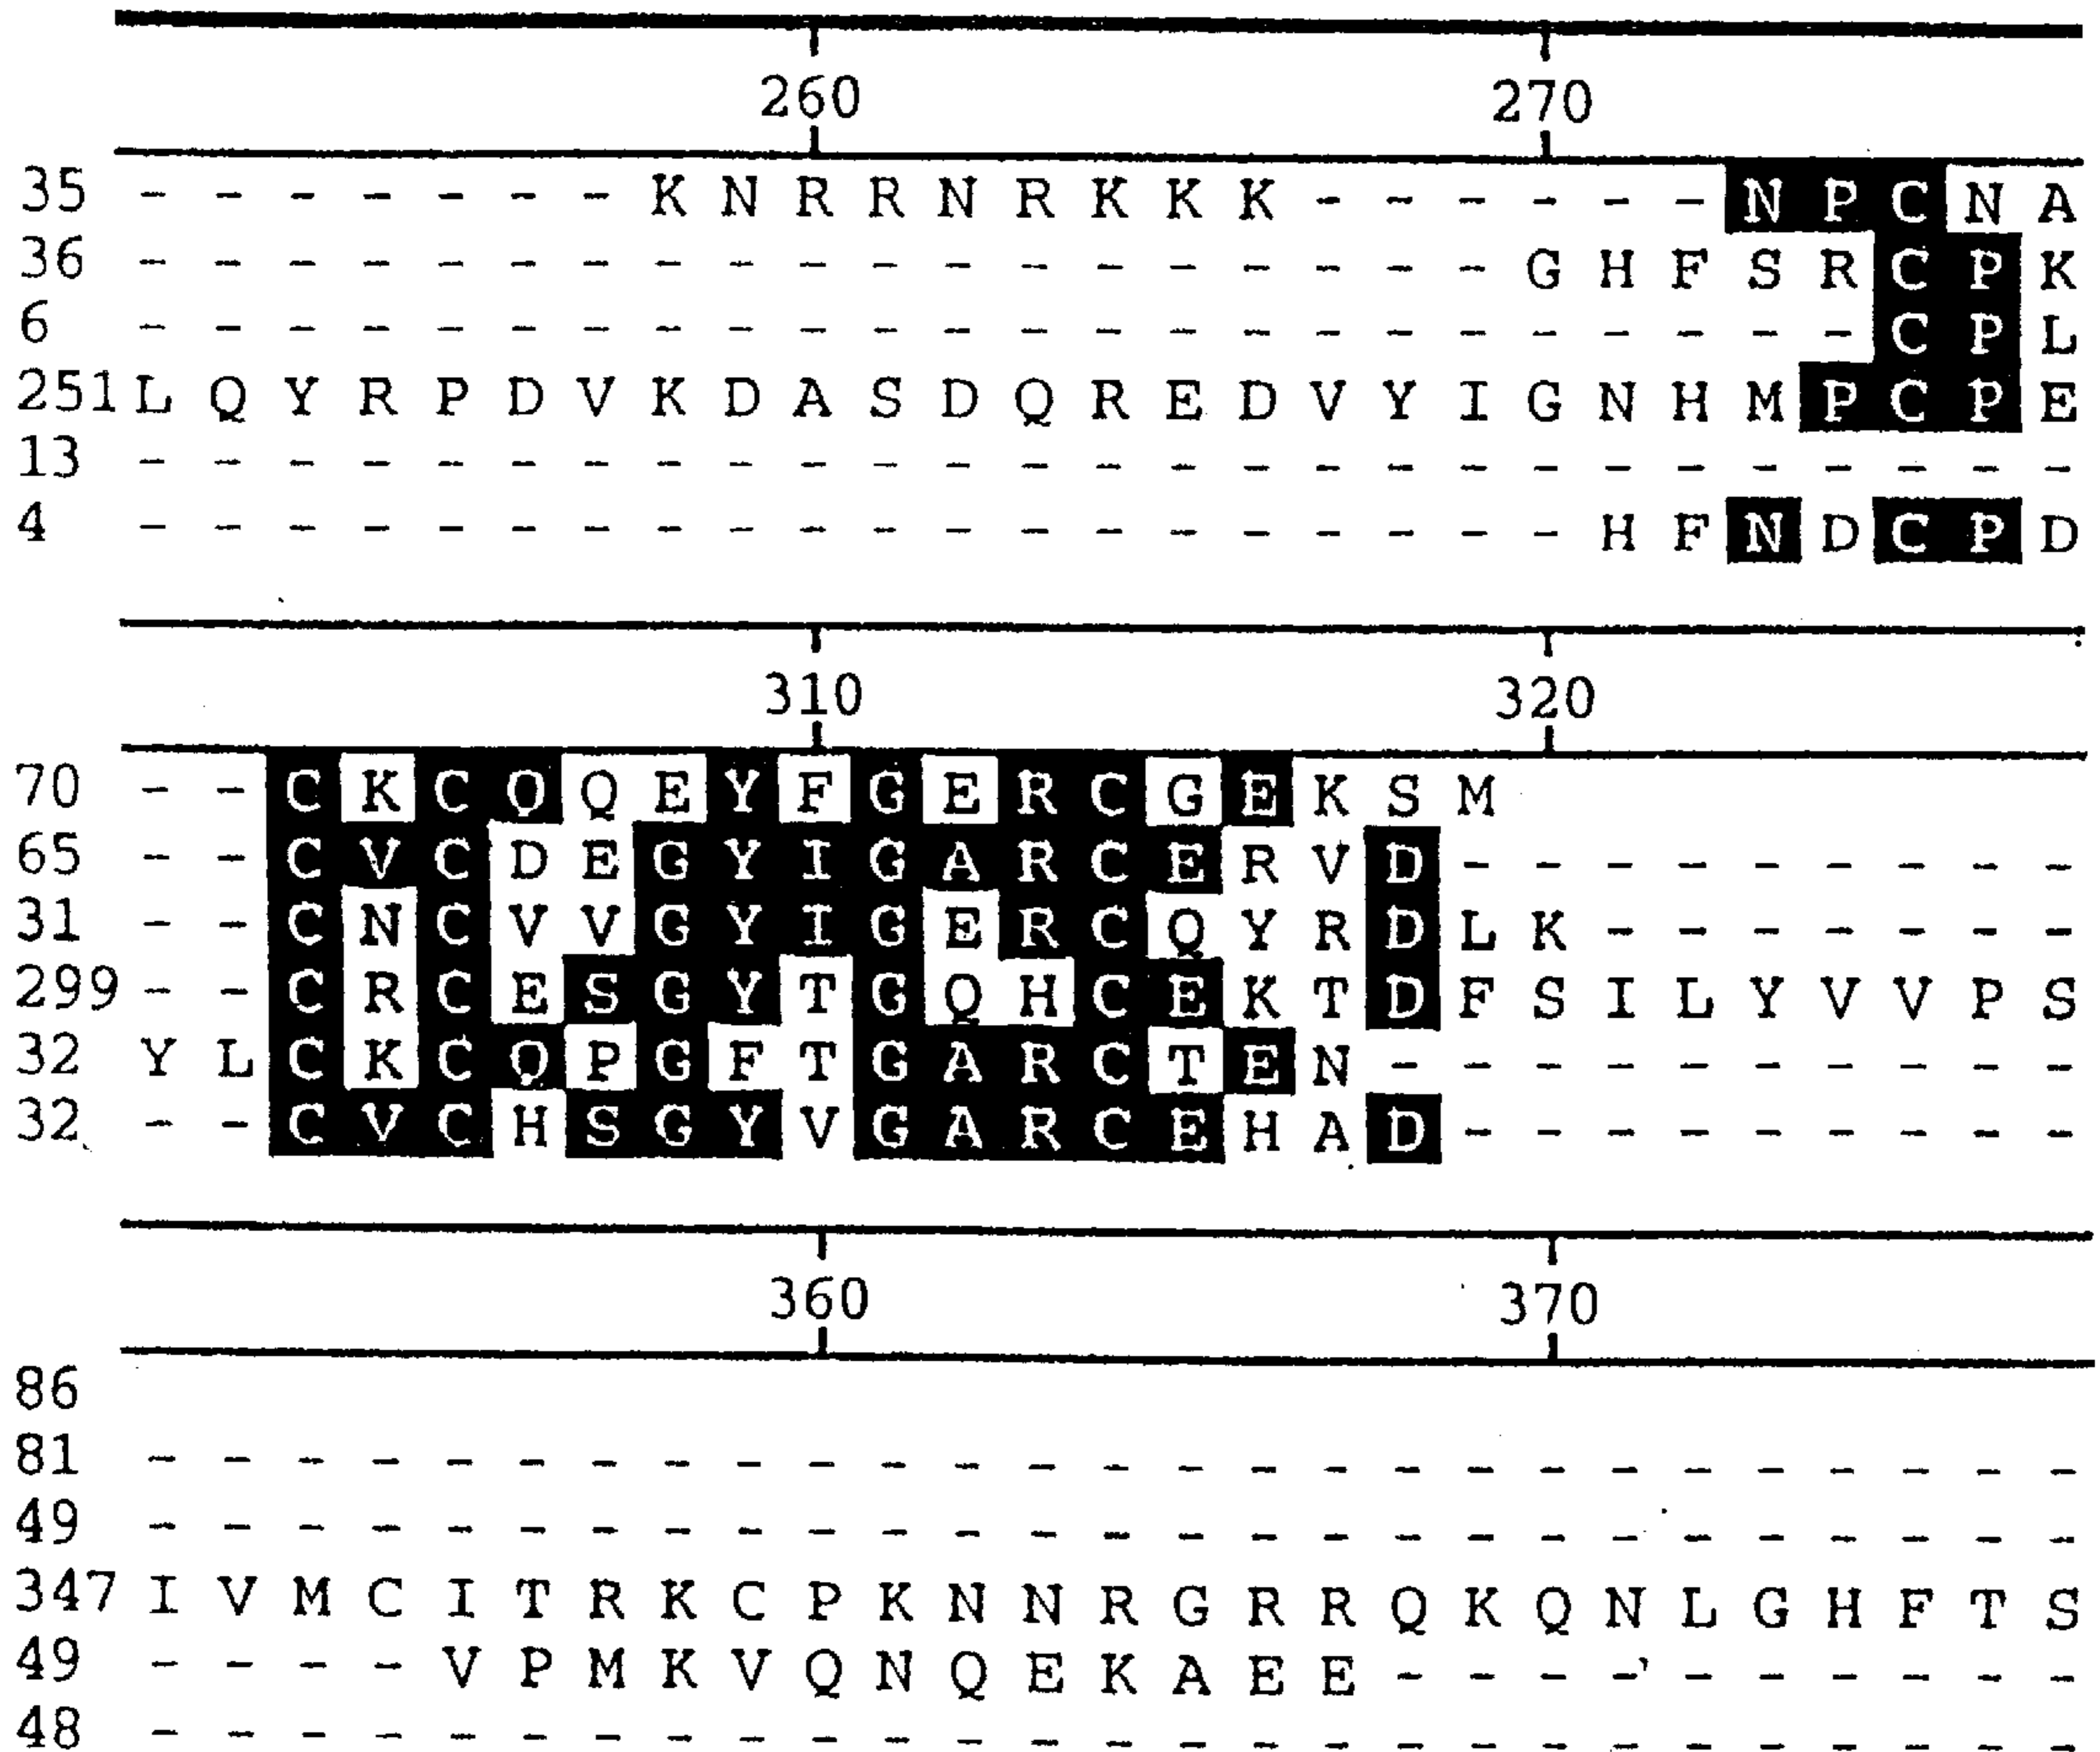 260 270
35 - - - - - - - K N R R N R K K K - - - - - - N P C N A
36 - - - - - - - - - - - - - - - - - - - G H F S R C P K
6 - - - - - - - - - - - - - - - - - - - - - - - - C P L
251 L Q Y R P D V K D A S D Q R E D V Y I G N H M P C P E
13 - - - - - - - - - - - - - - - - - - - - - - - - - - -
4 - - - - - - - - - - - - - - - - - - - - H F N D C P D
310 320
70 - - C K C Q Q E Y F G E R C G E K S M
65 - - C V C D E G Y I G A R C E R V D - - - - - - - - -
31 - - C N C V V G Y I G E R C Q Y R D L K - - - - - - -
299 - - C R C E S G Y T G Q H C E K T D F S I L Y V V P S
32 Y L C K C Q P G F T G A R C T E N - - - - - - - - - -
32 - - C V C H S G Y V G A R C E H A D - - - - - - - - -
360 370
86
81 - - - - - - - - - - - - - - - - - - - - - - - - - - -
49 - - - - - - - - - - - - - - - - - - - - - - - - - - -
347 I V M C I T R K C P K N N R G R R Q K Q N L G H F T S
49 - - - - V P M K V Q N Q E K A E E - - - - - - - - - -
48 - - - - - - - - - - - - - - - - - - - - - - - - - - -